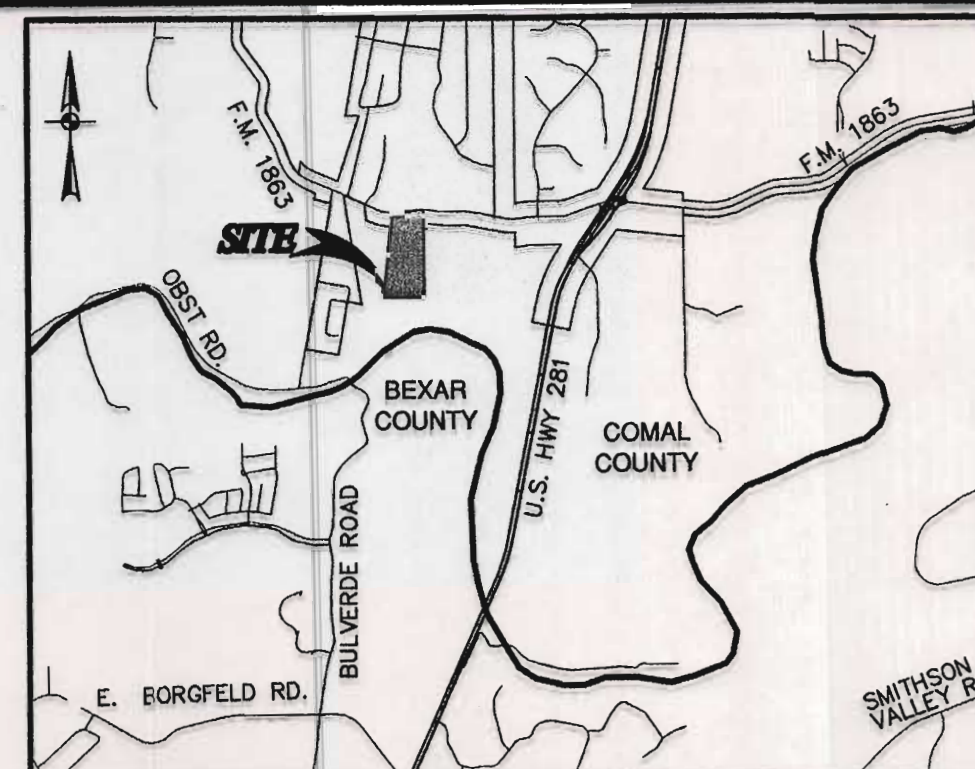 F.M. 1863
F.M. 1863
SITE
OBST RD.
BEXAR
COUNTY
U.S. HWY 281
COMAL
COUNTY
BULVERDE ROAD
E. BORGFELD RD.
SMITHSON
VALLEY R